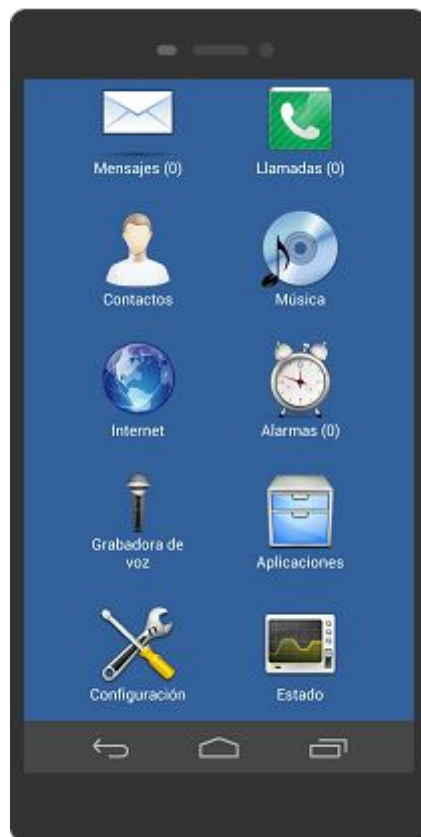 Mensajes (0)
Llamadas (0)
Contactos
Música
Internet
Alarmas (0)
Grabadora de
voz
Aplicaciones
Configuración
Estado